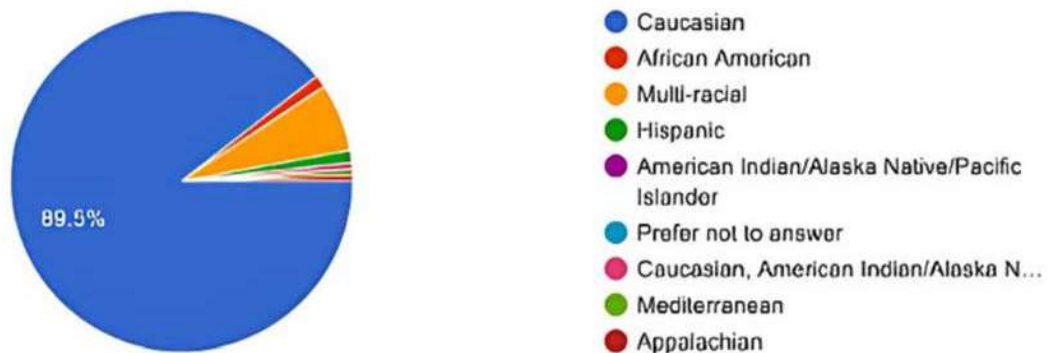 89.5%
Caucasian
African American
Multi-racial
Hispanic
American Indian/Alaska Native/Pacific
Islander
Prefer not to answer
Caucasian, American Indian/Alaska N...
Mediterranean
Appalachian